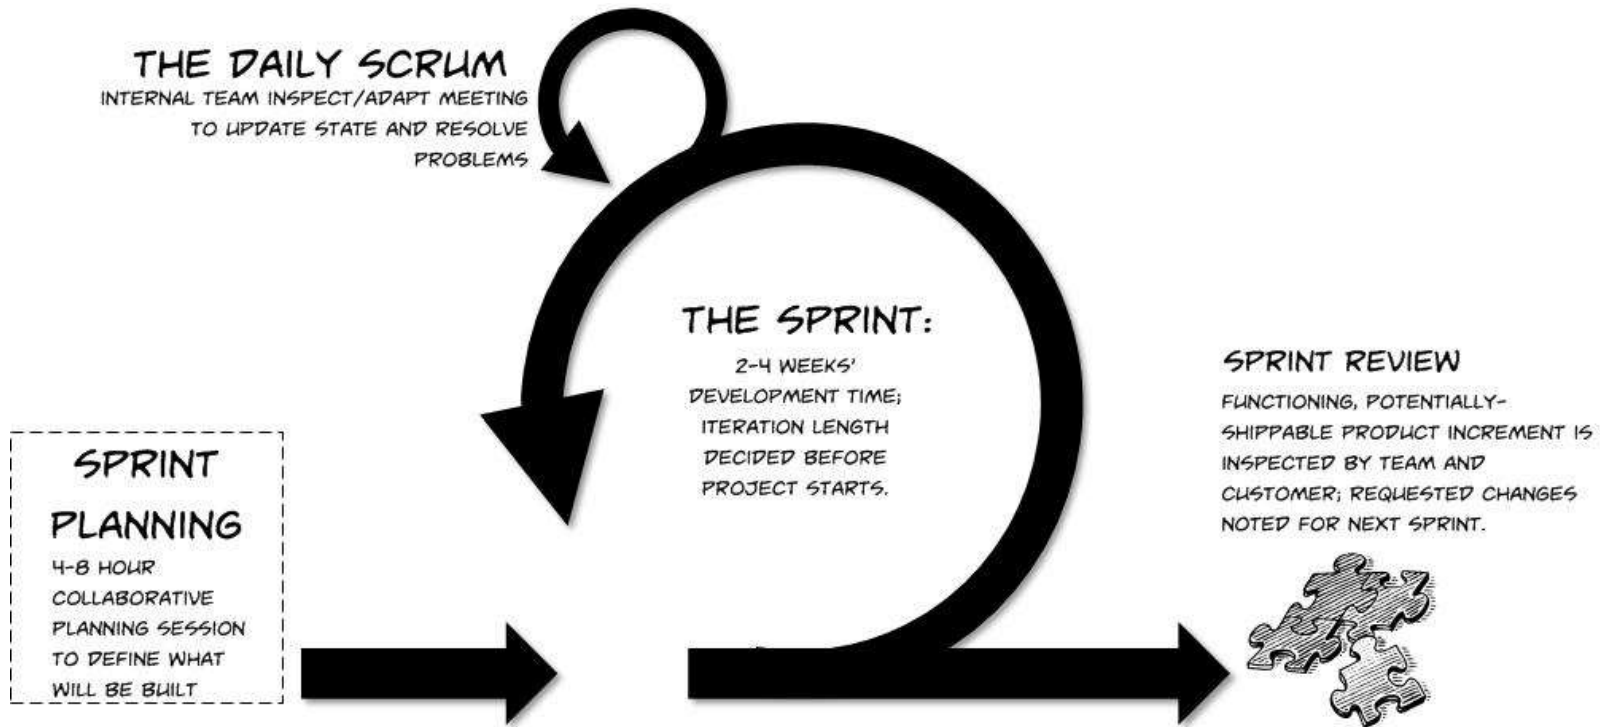 THE DAILY SCRUM
INTERNAL TEAM INSPECT/ADAPT MEETING
TO UPDATE STATE AND RESOLVE
PROBLEMS
THE SPRINT:
2-4 WEEKS'
DEVELOPMENT TIME;
ITERATION LENGTH
DECIDED BEFORE
PROJECT STARTS.
SPRINT
PLANNING
4-8 HOUR
COLLABORATIVE
PLANNING SESSION
TO DEFINE WHAT
WILL BE BUILT
SPRINT REVIEW
FUNCTIONING, POTENTIALLY-
SHIPPABLE PRODUCT INCREMENT IS
INSPECTED BY TEAM AND
CUSTOMER; REQUESTED CHANGES
NOTED FOR NEXT SPRINT.